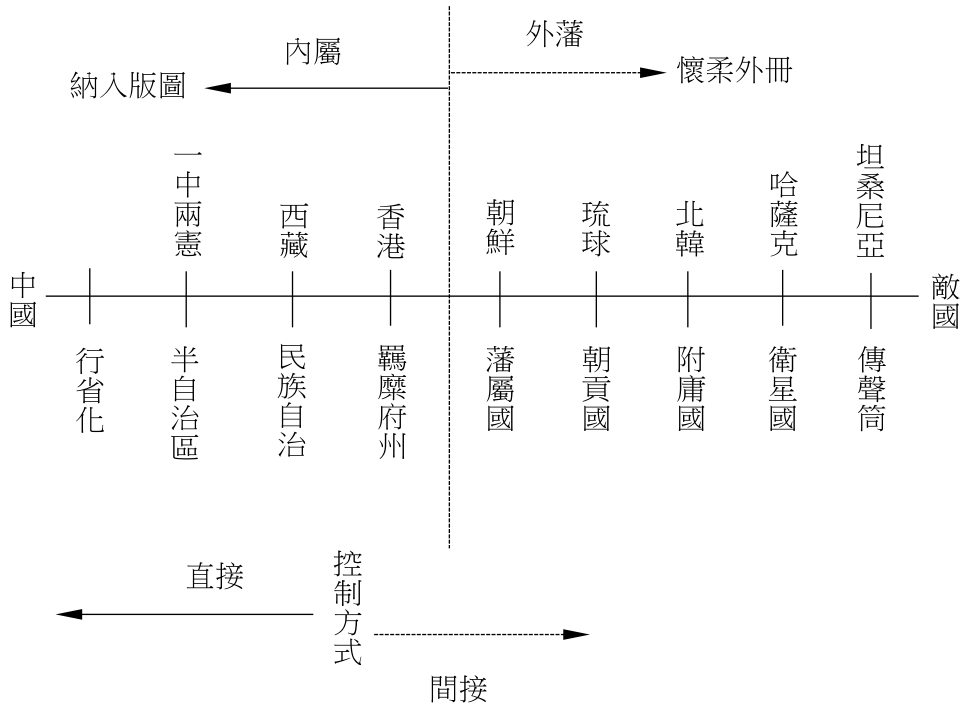 外藩
內屬
懷柔外冊
納入版圖
一中兩憲
西藏
香港
朝鮮
琉球
北韓
哈薩克
坦桑尼亞
中國
敵國
行省化
半自治區
民族自治
羈縻府州
藩屬國
朝貢國
附庸國
衛星國
傳聲筒
直接
控制方式
間接